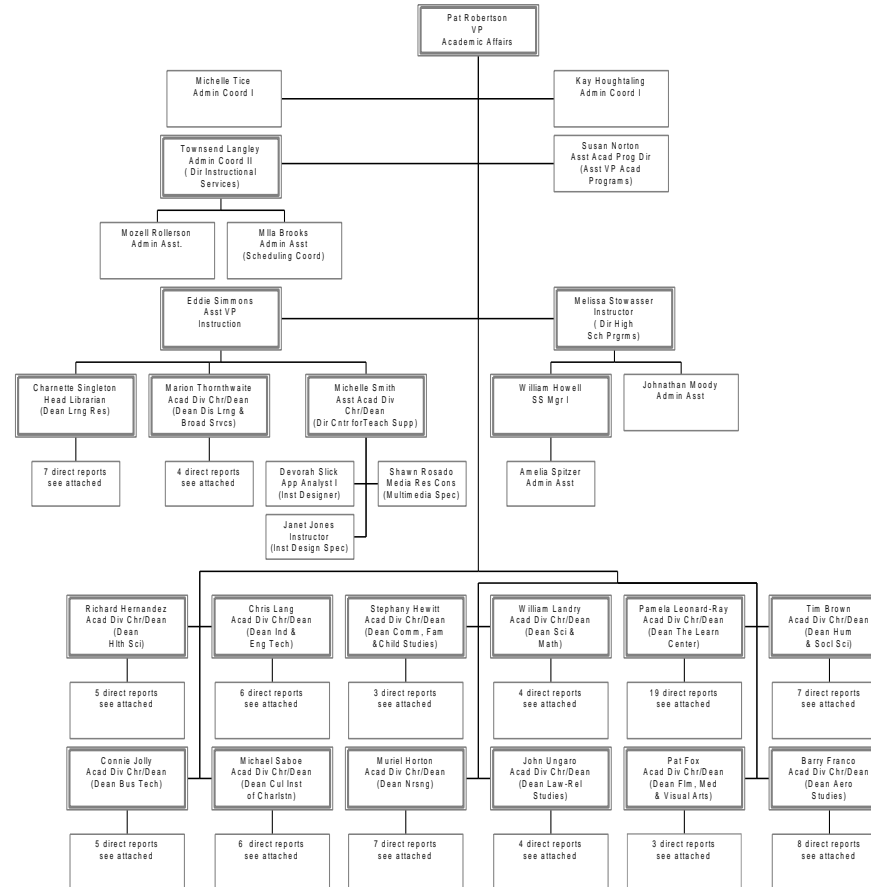 Pat Robertson
VP
Academic Affairs
Michelle Tice
Admin Coord I
Kay Houghtaling
Admin Coord I
Townsend Langley
Admin Coord II
( Dir Instructional
Services)
Susan Norton
Asst Acad Prog Dir
(Asst VP Acad
Programs)
Mozell Rollerson
Admin Asst.
Mlla Brooks
Admin Asst
(Scheduling Coord)
Eddie Simmons
Asst VP
Instruction
Melissa Stowasser
Instructor
( Dir High
Sch Prgrms)
Charnette Singleton
Head Librarian
(Dean Lrng Res)
Marion Thornthwaite
Acad Div Chr/Dean
(Dean Dis Lrng &
Broad Srvcs)
Michelle Smith
Asst Acad Div
Chr/Dean
(Dir Cntr forTeach Supp)
William Howell
SS Mgr I
Johnathan Moody
Admin Asst
7 direct reports
see attached
4 direct reports
see attached
Devorah Slick
App Analyst I
(Inst Designer)
Shawn Rosado
Media Res Cons
(Multimedia Spec)
Amelia Spitzer
Admin Asst
Janet Jones
Instructor
(Inst Design Spec)
Richard Hernandez
Acad Div Chr/Dean
(Dean
Hlth Sci)
Chris Lang
Acad Div Chr/Dean
(Dean Ind &
Eng Tech)
Stephany Hewitt
Acad Div Chr/Dean
(Dean Comm, Fam
&Child Studies)
William Landry
Acad Div Chr/Dean
(Dean Sci &
Math)
Pamela Leonard-Ray
Acad Div Chr/Dean
(Dean The Learn
Center)
Tim Brown
Acad Div Chr/Dean
(Dean Hum
& Socl Sci)
5 direct reports
see attached
6 direct reports
see attached
3 direct reports
see attached
4 direct reports
see attached
19 direct reports
see attached
7 direct reports
see attached
Connie Jolly
Acad Div Chr/Dean
(Dean Bus Tech)
Michael Saboe
Acad Div Chr/Dean
(Dean Cul Inst
of Charlstn)
Muriel Horton
Acad Div Chr/Dean
(Dean Nrsng)
John Ungaro
Acad Div Chr/Dean
(Dean Law-Rel
Studies)
Pat Fox
Acad Div Chr/Dean
(Dean Flm, Med
& Visual Arts)
Barry Franco
Acad Div Chr/Dean
(Dean Aero
Studies)
5 direct reports
see attached
6 direct reports
see attached
7 direct reports
see attached
4 direct reports
see attached
3 direct reports
see attached
8 direct reports
see attached